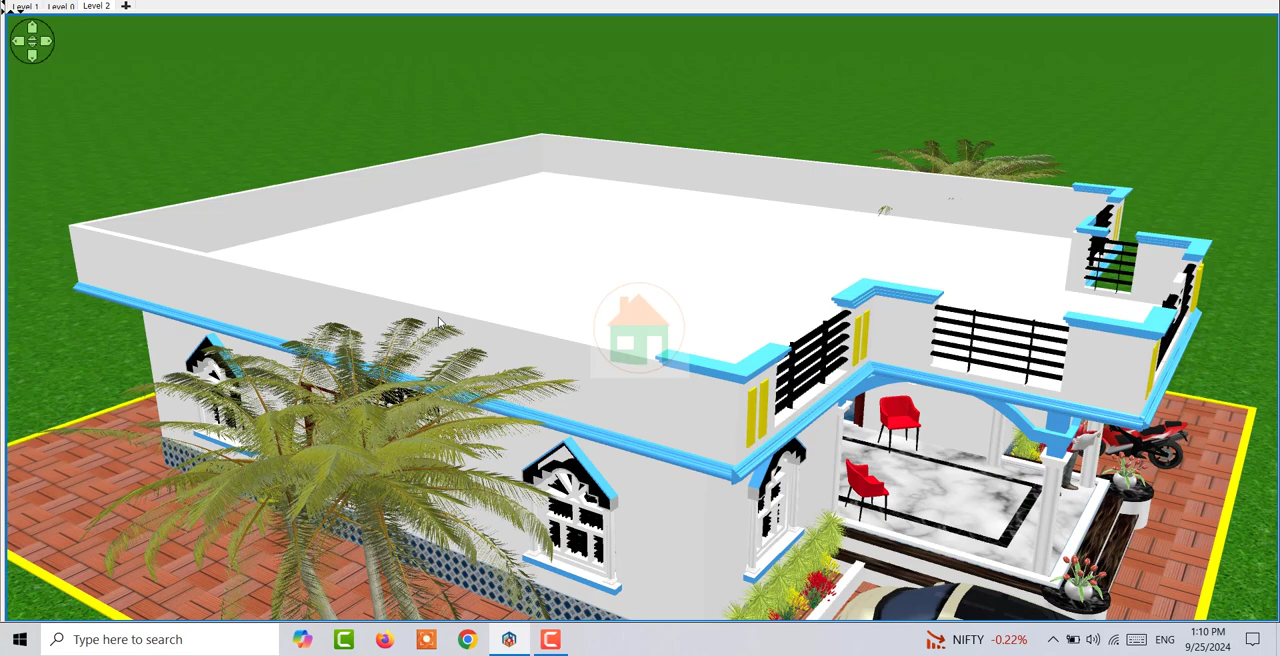 Level 1 Level 0 Level 2
Type here to search
NIFTY -0.22%
ENG
1:10 PM
9/25/2024